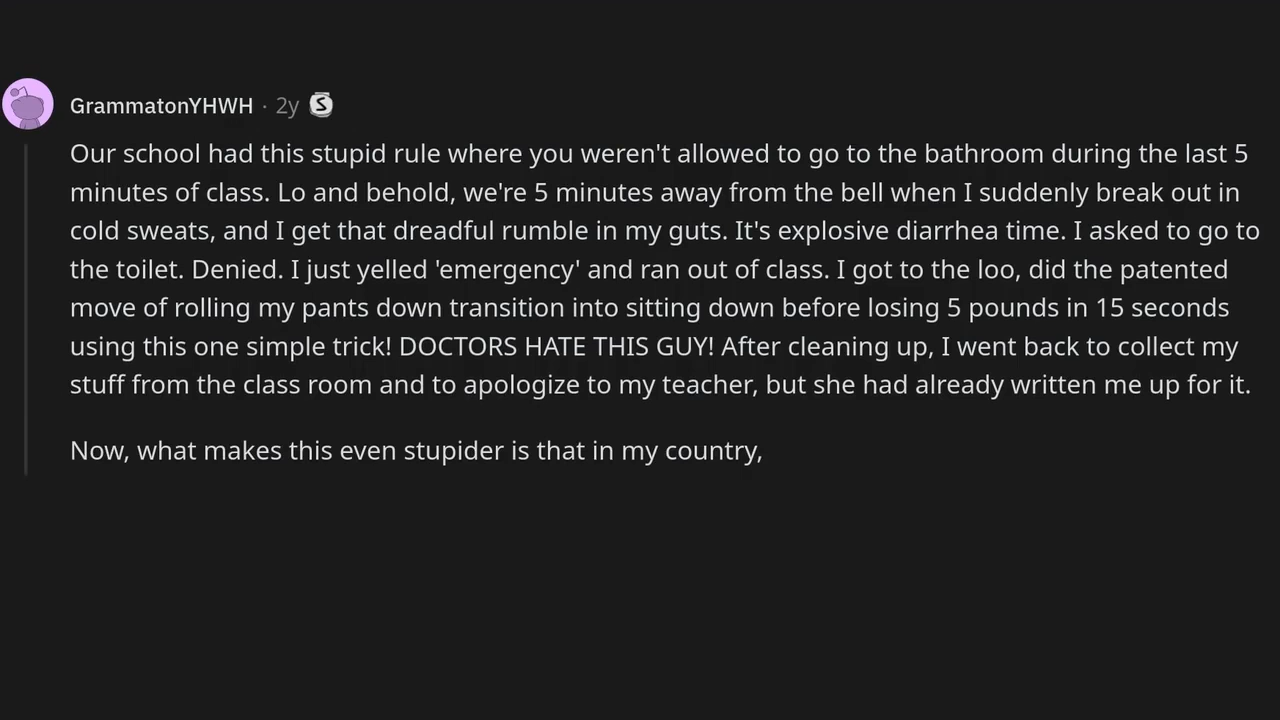 GrammatonYHWH · 2y
Our school had this stupid rule where you weren't allowed to go to the bathroom during the last 5
minutes of class. Lo and behold, we're 5 minutes away from the bell when I suddenly break out in
cold sweats, and I get that dreadful rumble in my guts. It's explosive diarrhea time. I asked to go to
the toilet. Denied. I just yelled 'emergency' and ran out of class. I got to the loo, did the patented
move of rolling my pants down transition into sitting down before losing 5 pounds in 15 seconds
using this one simple trick! DOCTORS HATE THIS GUY! After cleaning up, I went back to collect my
stuff from the class room and to apologize to my teacher, but she had already written me up for it.
Now, what makes this even stupider is that in my country,